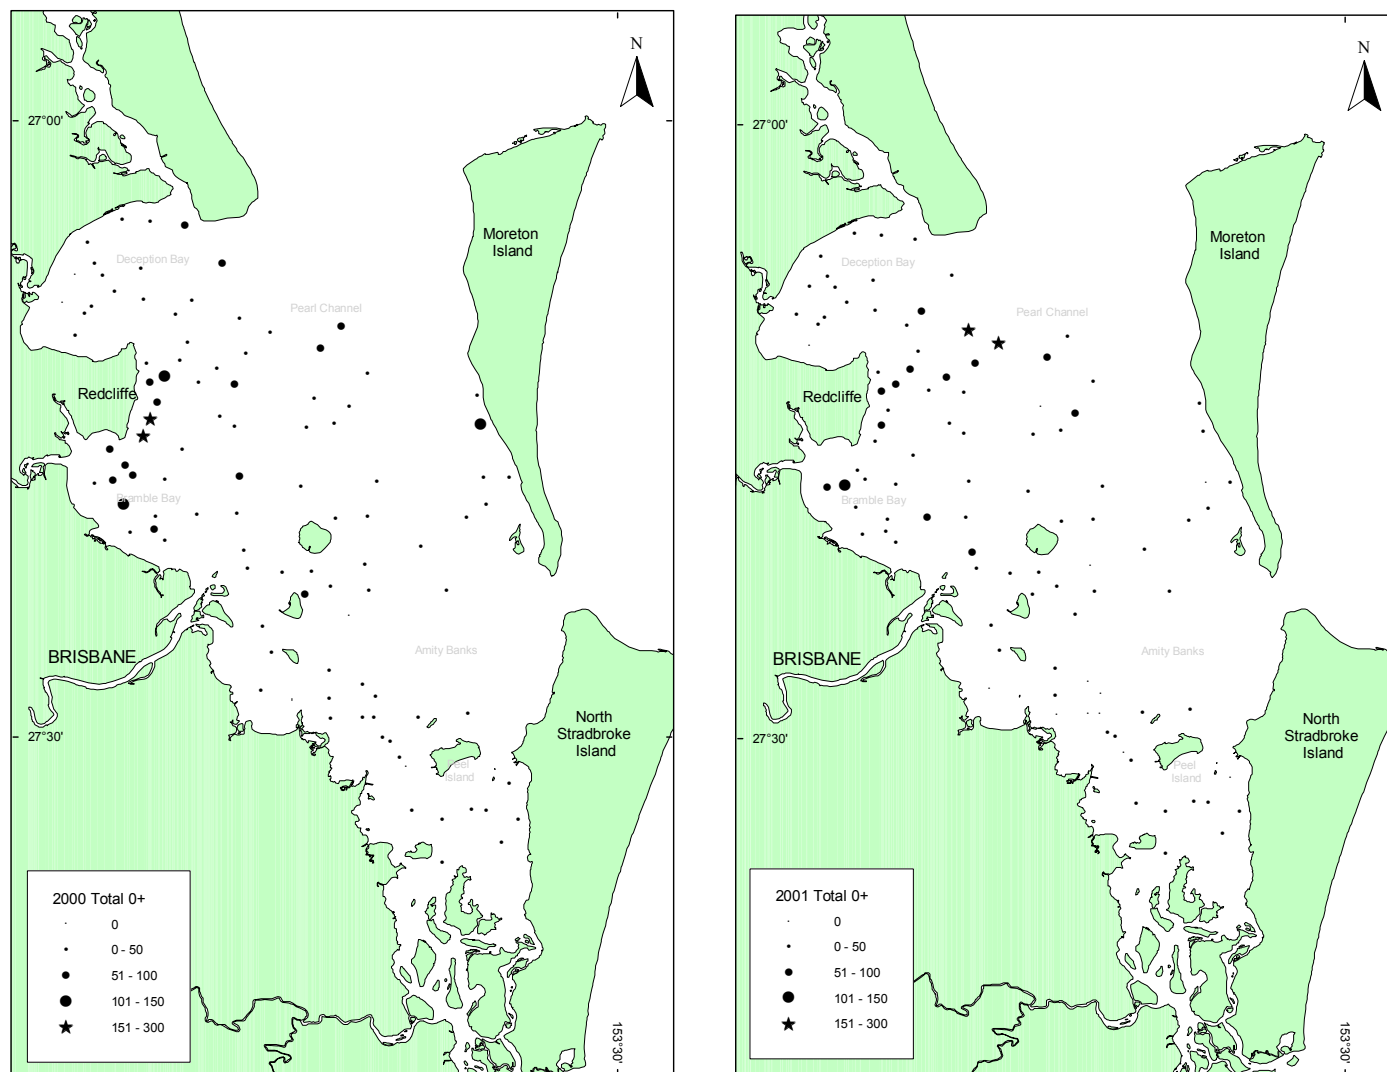 N
27°00'
Moreton
Island
Deception Bay
Pearl Channel
Redcliffe
Bramble Bay
BRISBANE
Amity Banks
North
Stradbroke
Island
27°30'
Peel
Island
2000 Total 0+
0
0 - 50
51 - 100
101 - 150
151 - 300
153°30'
N
27°00'
Moreton
Island
Deception Bay
Pearl Channel
Redcliffe
Bramble Bay
BRISBANE
Amity Banks
North
Stradbroke
Island
27°30'
Peel
Island
2001 Total 0+
0
0 - 50
51 - 100
101 - 150
151 - 300
153°30'